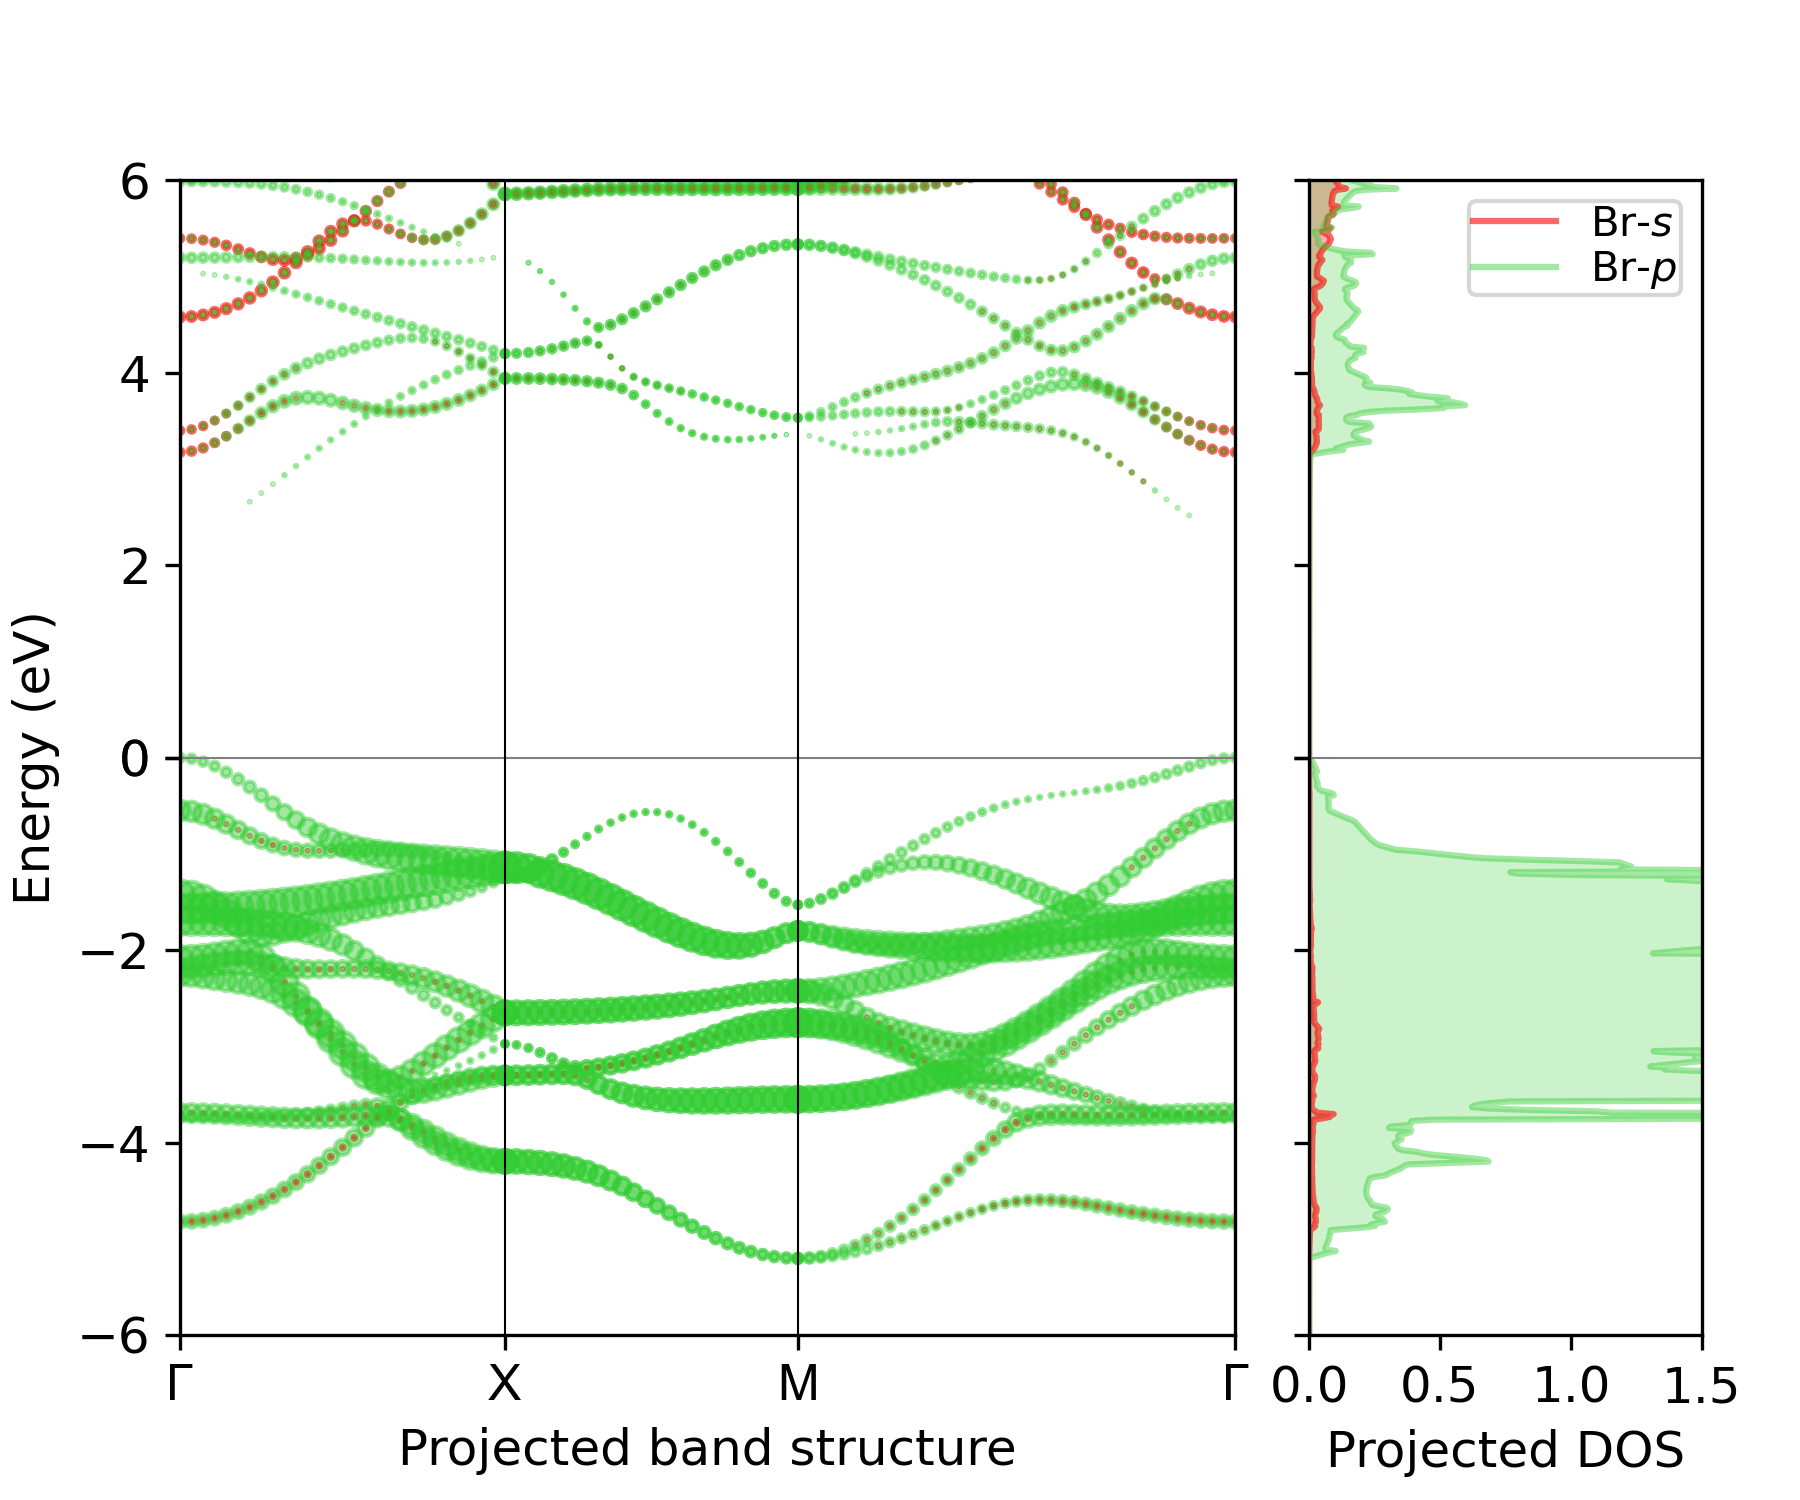 Energy (eV)
6
4
2
0
−2
−4
−6
Γ X M Γ
Projected band structure
Br-s
Br-p
0.0 0.5 1.0 1.5
Projected DOS